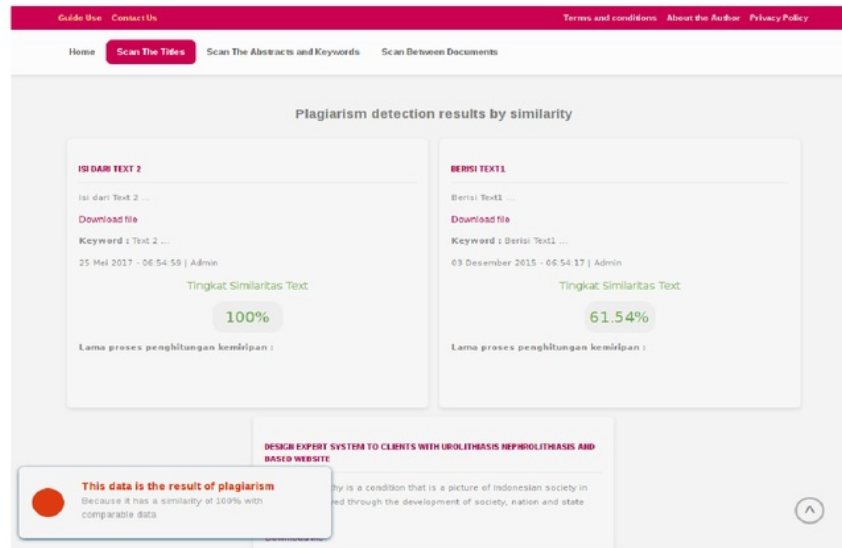 Guide Use Contact Us Terms and conditions About the Author Privacy Policy
Home Scan The Titles Scan The Abstracts and Keywords Scan Between Documents
Plagiarism detection results by similarity
ISI DARI TEXT 2
Isi dari Text 2 ...
Download file
Keyword : Text 2 ...
25 Mei 2017 - 06:54:59 | Admin
Tingkat Similaritas Text
100%
Lama proses penghitungan kemiripan :
BERISI TEXT1
Berisi Text1 ...
Download file
Keyword : Berisi Text1 ...
03 Desember 2015 - 06:54:17 | Admin
Tingkat Similaritas Text
61.54%
Lama proses penghitungan kemiripan :
DESIGN EXPERT SYSTEM TO CLIENTS WITH UROLITHIASIS NEPHROLITHIASIS AND
BASED WEBSITE
is a condition that is a picture of Indonesian society in
through the development of society, nation and state
This data is the result of plagiarism
Because it has a similarity of 100% with
comparable data